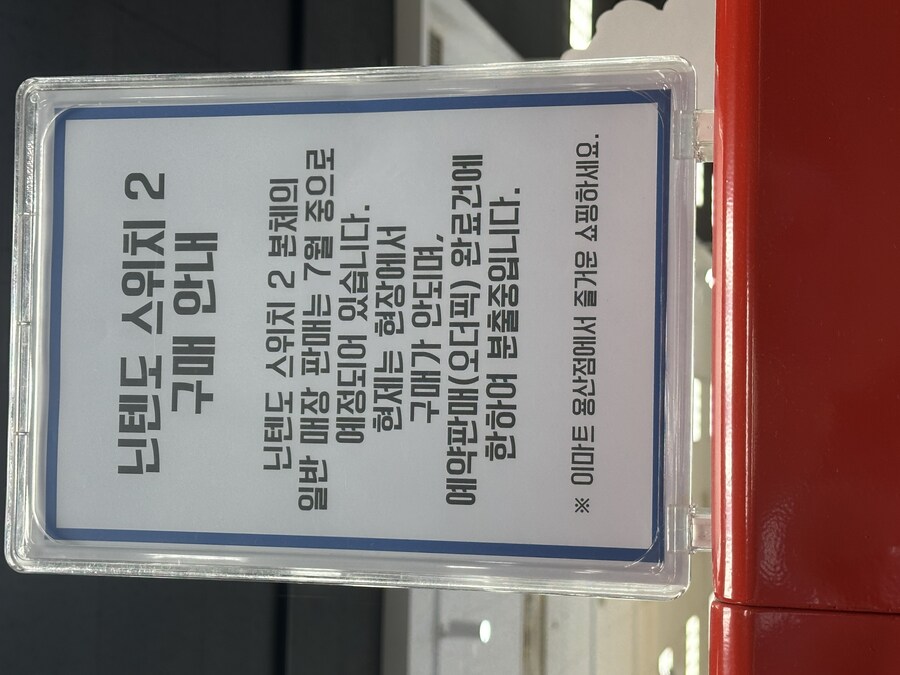 닌텐도 스위치 2
구매 안내
닌텐도 스위치 2 본체의
일반 매장 판매는 7월 중으로
예정되어 있습니다.
현제는 현장에서
구매가 안되며,
예약판매(오더픽) 완료건에
한하여 분출중입니다.
※ 이마트 용산점에서 즐거운 쇼핑하세요.